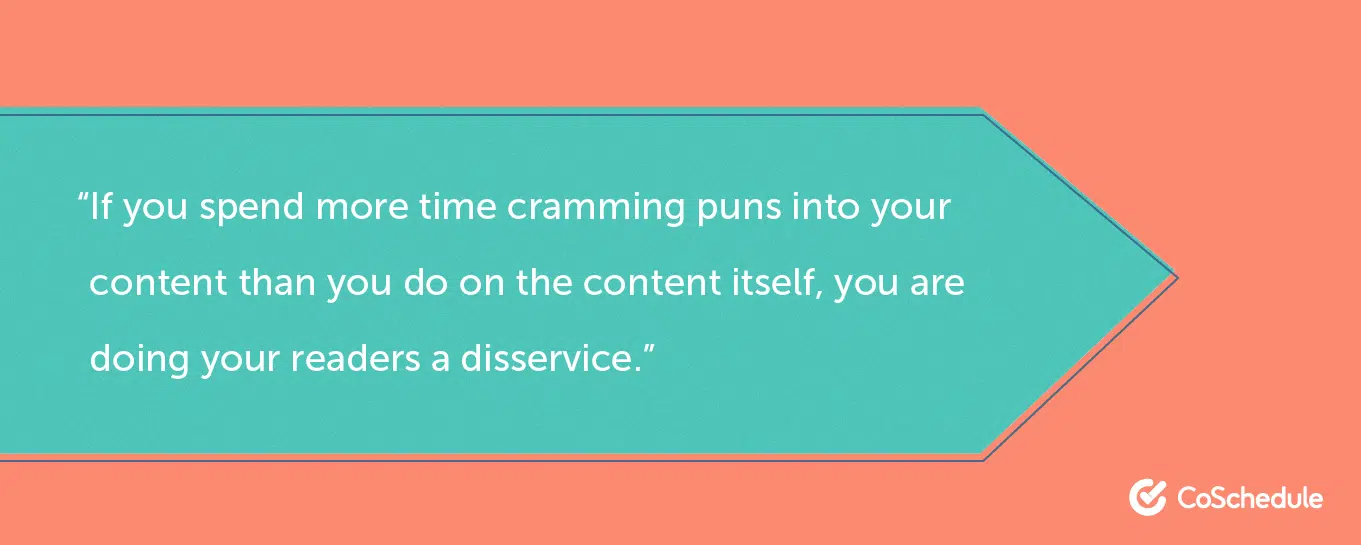 “If you spend more time cramming puns into your
content than you do on the content itself, you are
doing your readers a disservice.”
CoSchedule